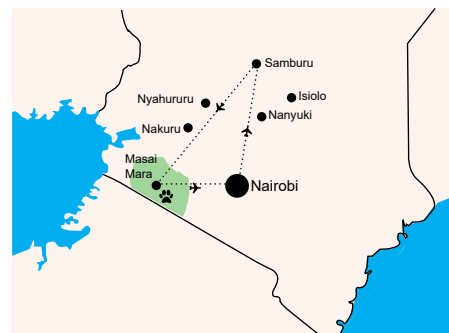 Samburu
Isiolo
Nyahururu
Nanyuki
Nakuru
Masai
Mara
Nairobi